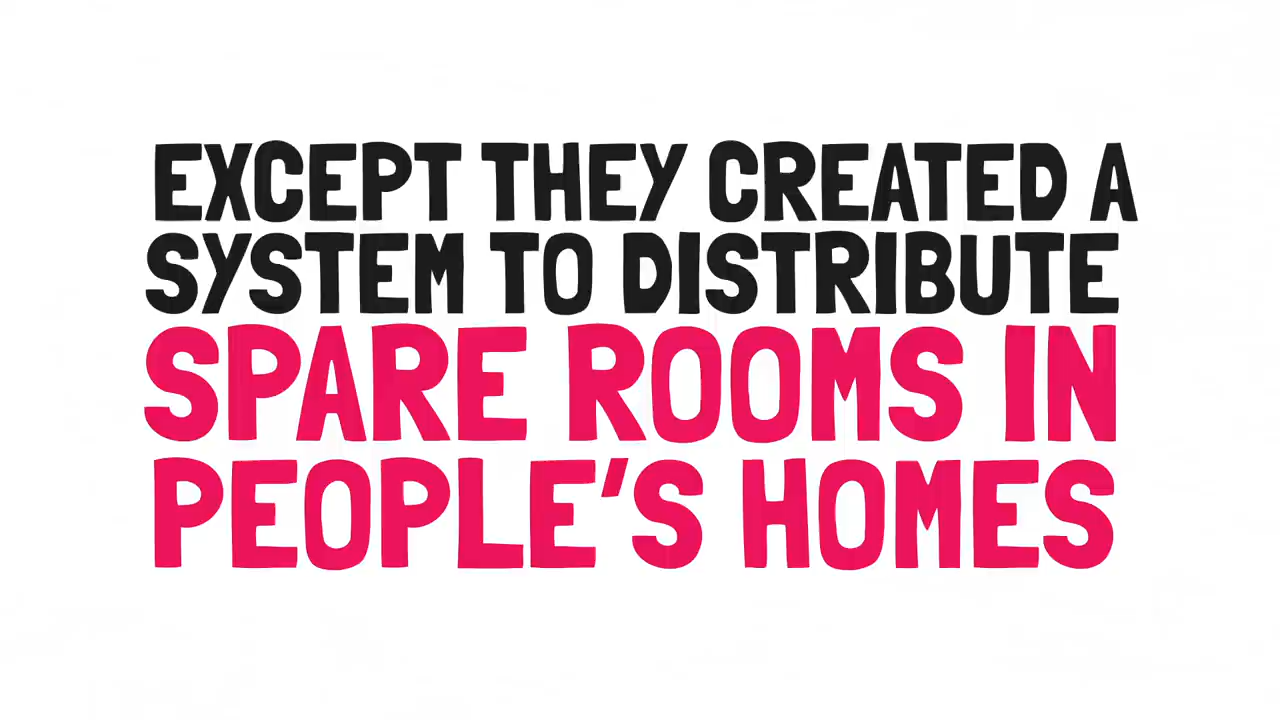 EXCEPT THEY CREATED A
SYSTEM TO DISTRIBUTE
SPARE ROOMS IN
PEOPLE'S HOMES